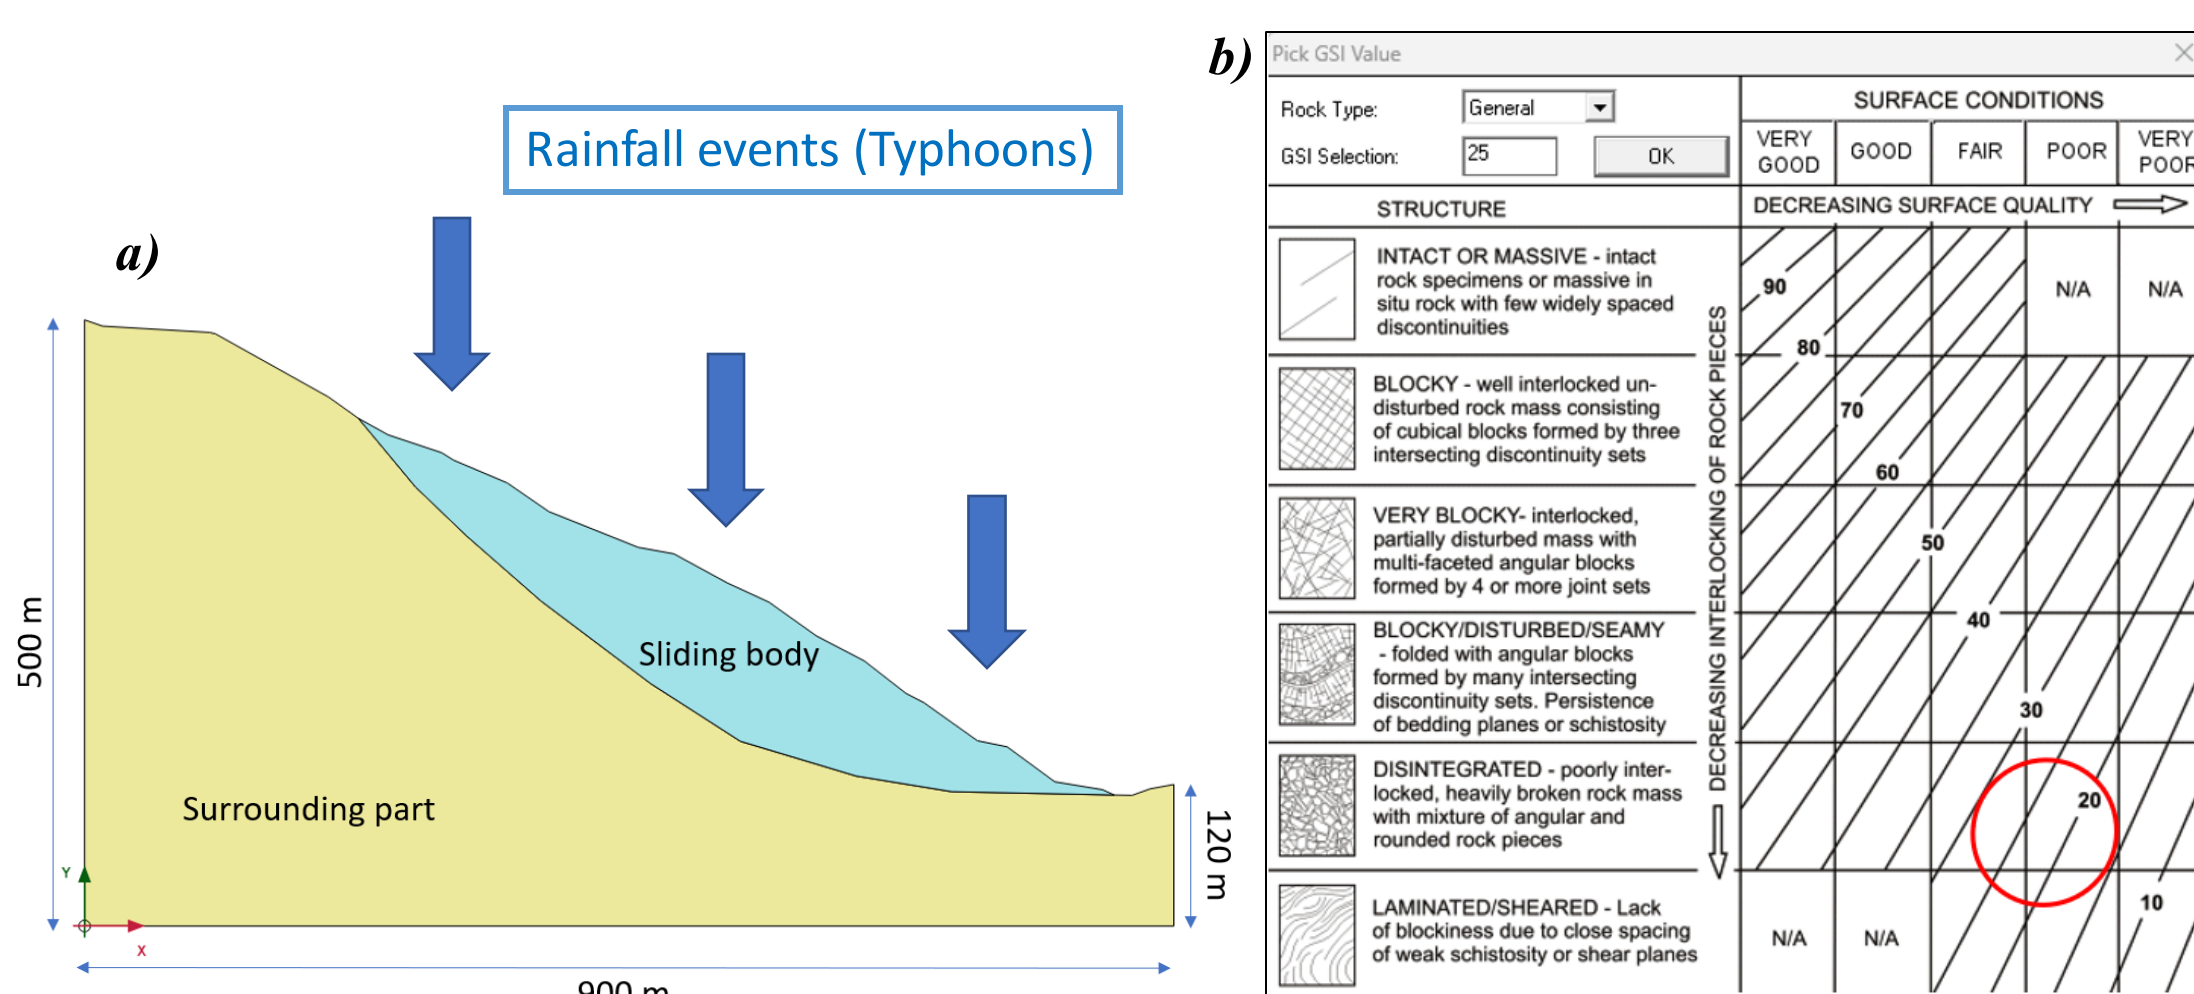 a)
Rainfall events (Typhoons)
500 m
Sliding body
Surrounding part
120 m
Y
X
900 m
b)
Pick GSI Value
Rock Type:
General
GSI Selection:
25
OK
SURFACE CONDITIONS
VERY GOOD
GOOD
FAIR
POOR
VERY POOR
STRUCTURE
DECREASING SURFACE QUALITY
DECREASING INTERLOCKING OF ROCK PIECES
INTACT OR MASSIVE - intact
rock specimens or massive in
situ rock with few widely spaced
discontinuities
BLOCKY - well interlocked un-
disturbed rock mass consisting
of cubical blocks formed by three
intersecting discontinuity sets
VERY BLOCKY- interlocked,
partially disturbed mass with
multi-faceted angular blocks
formed by 4 or more joint sets
BLOCKY/DISTURBED/SEAMY
- folded with angular blocks
formed by many intersecting
discontinuity sets. Persistence
of bedding planes or schistosity
DISINTEGRATED - poorly inter-
locked, heavily broken rock mass
with mixture of angular and
rounded rock pieces
LAMINATED/SHEARED - Lack
of blockiness due to close spacing
of weak schistosity or shear planes
90
80
70
60
50
40
30
20
10
N/A
N/A
N/A
N/A